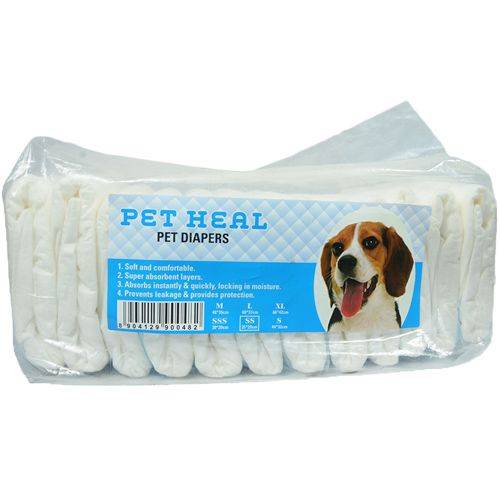 PET HEAL
PET DIAPERS
1. Soft and comfortable.
2. Super absorbent layers.
3. Absorbs instantly & quickly, locking in moisture.
4. Prevents leakage & provides protection.
M L XL
SSS SS S
8 904129 900482